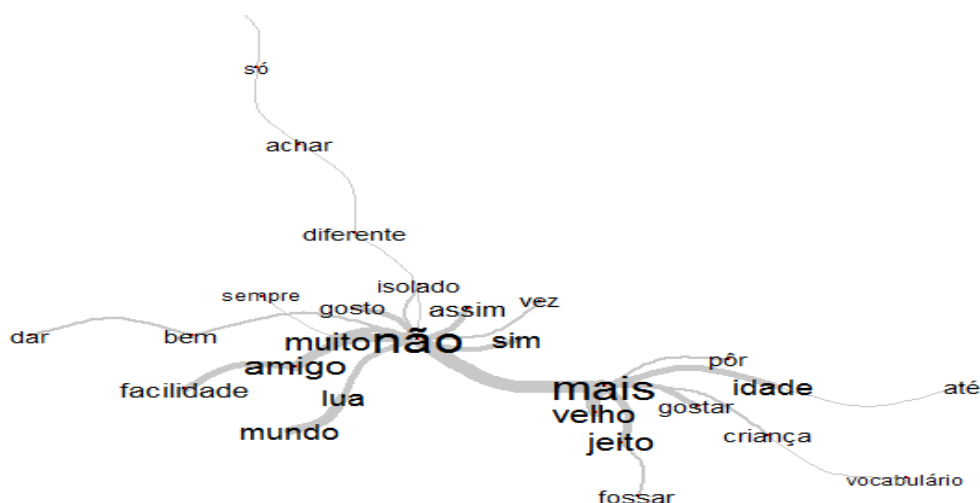 só
achar
diferente
isolado
sempre
gosto
assim
vez
dar
bem
muito
não
sim
amigo
facilidade
lua
mundo
mais
pôr
idade
até
velho
gostar
jeito
criança
vocabulário
fossar